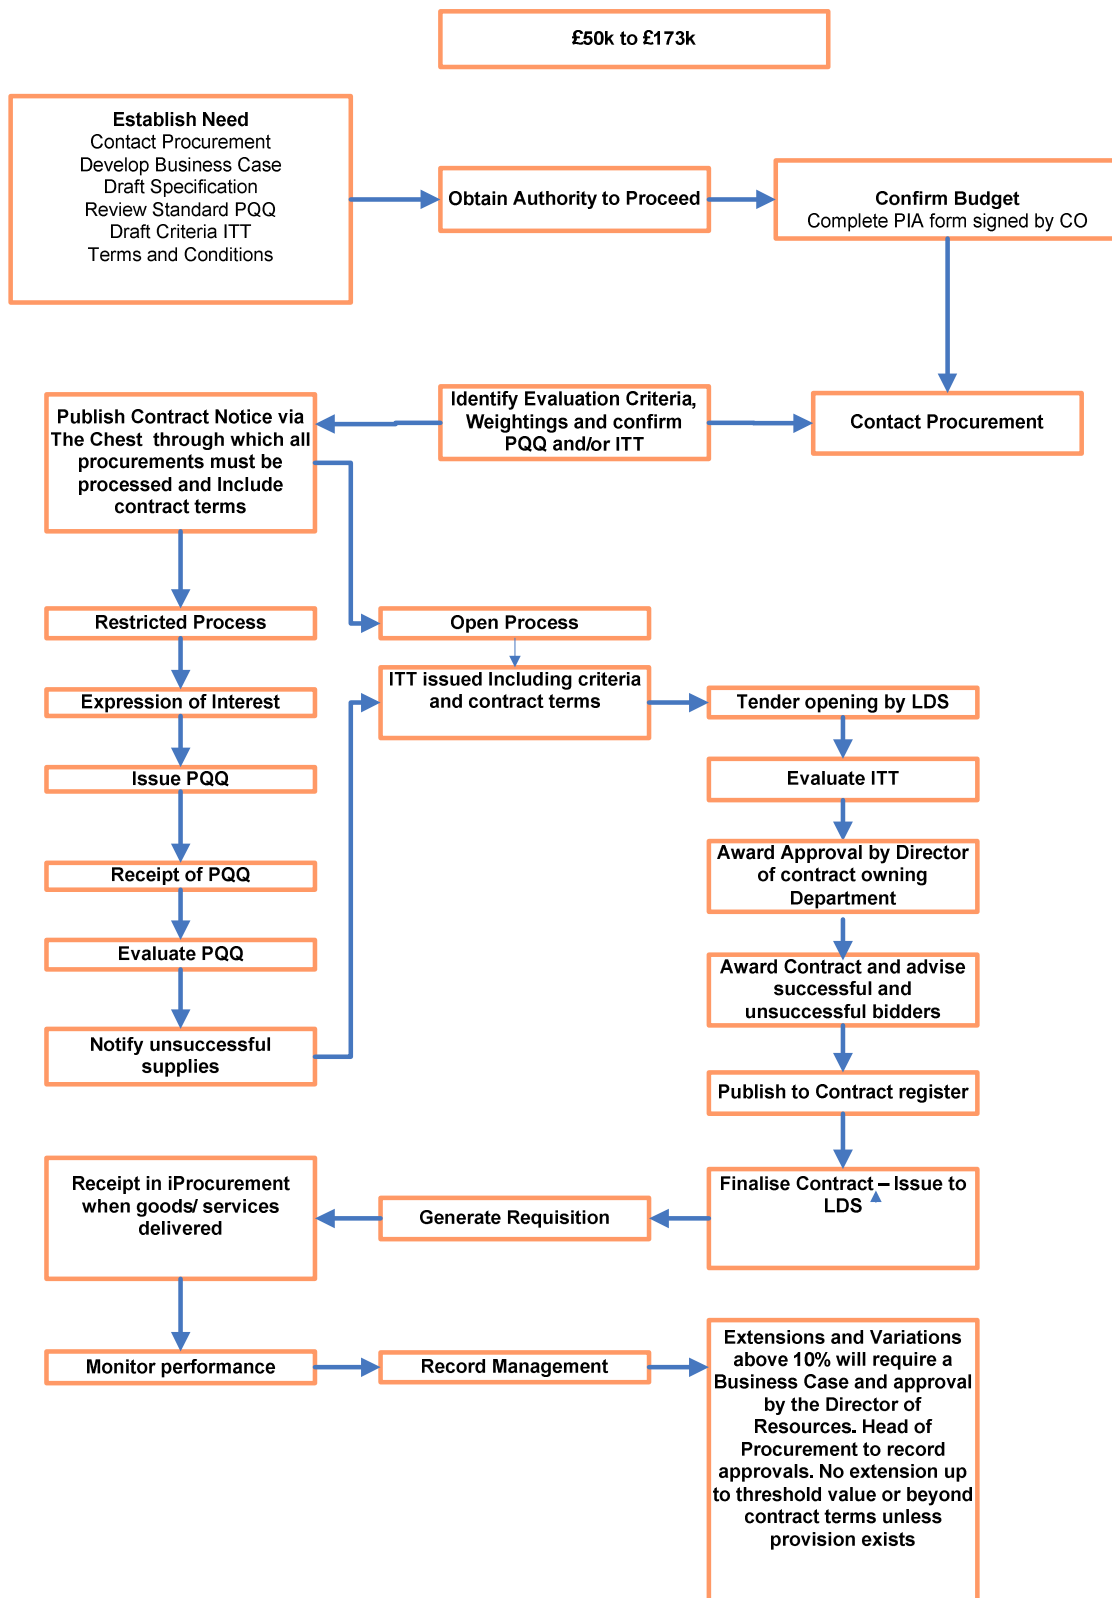 £50k to £173k
Establish Need
Contact Procurement
Develop Business Case
Draft Specification
Review Standard PQQ
Draft Criteria ITT
Terms and Conditions
Obtain Authority to Proceed
Confirm Budget
Complete PIA form signed by CO
Publish Contract Notice via
The Chest through which all
procurements must be
processed and Include
contract terms
Identify Evaluation Criteria,
Weightings and confirm
PQQ and/or ITT
Contact Procurement
Restricted Process
Open Process
Expression of Interest
ITT issued Including criteria
and contract terms
Tender opening by LDS
Issue PQQ
Evaluate ITT
Receipt of PQQ
Award Approval by Director
of contract owning
Department
Evaluate PQQ
Award Contract and advise
successful and
unsuccessful bidders
Notify unsuccessful
supplies
Publish to Contract register
Receipt in iProcurement
when goods/ services
delivered
Generate Requisition
Finalise Contract – Issue to
LDS
Monitor performance
Record Management
Extensions and Variations
above 10% will require a
Business Case and approval
by the Director of
Resources. Head of
Procurement to record
approvals. No extension up
to threshold value or beyond
contract terms unless
provision exists